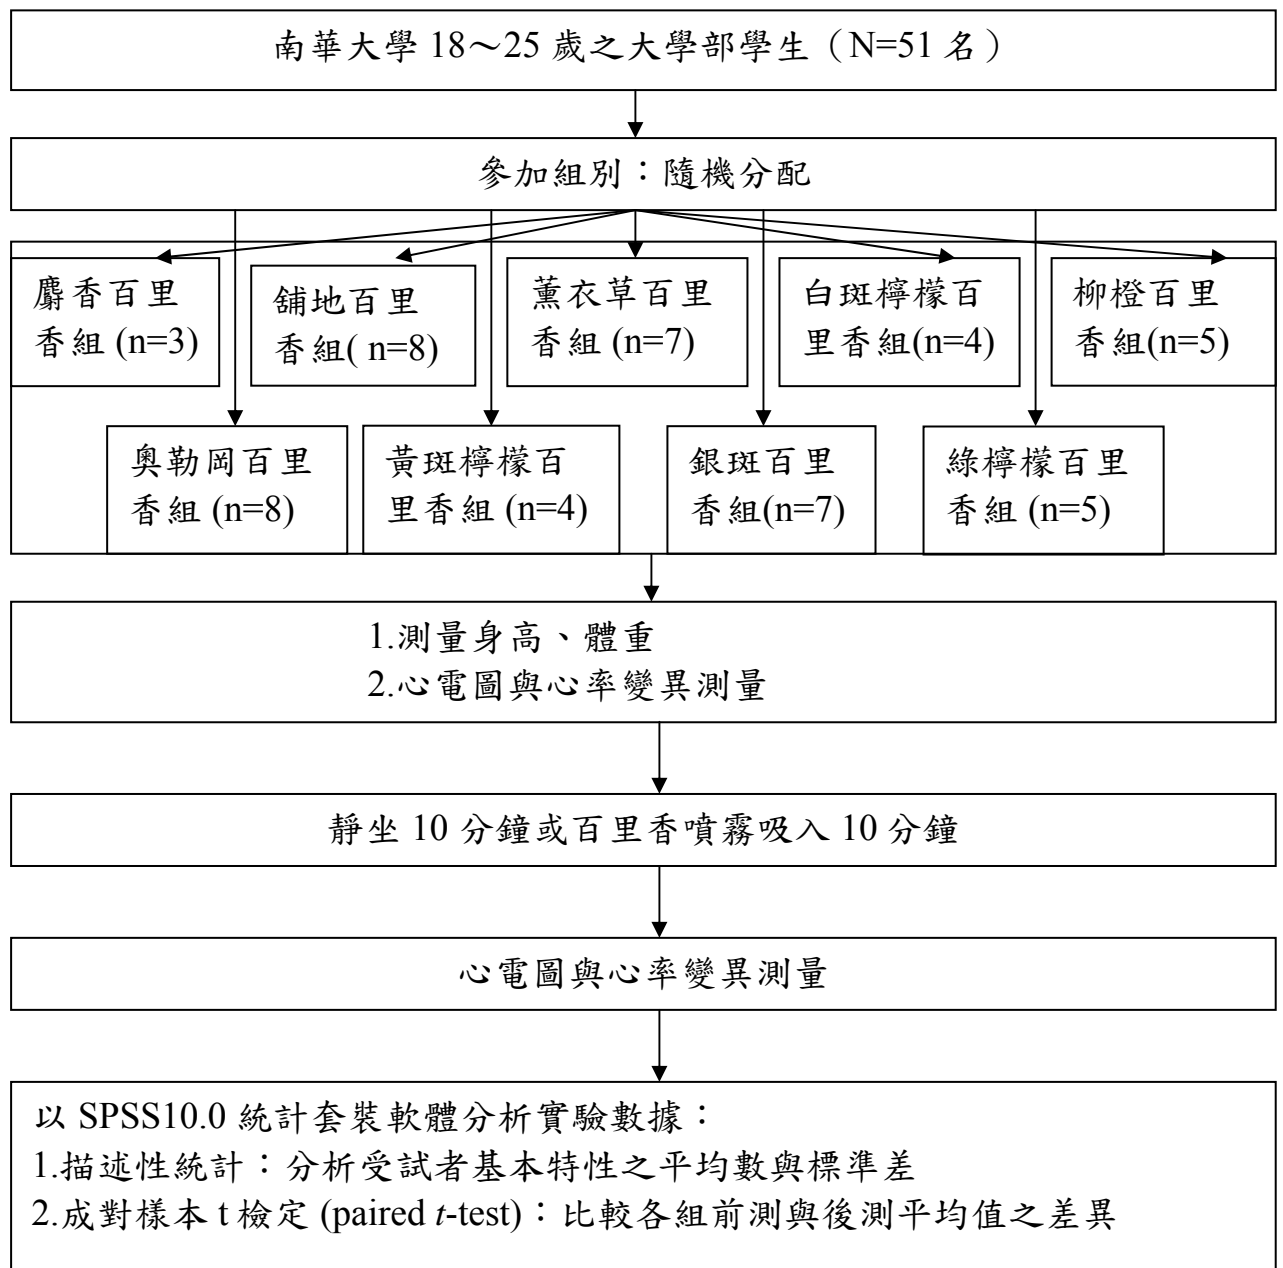 南華大學 18～25 歲之大學部學生（N=51 名）
參加組別：隨機分配
麝香百里
香組 (n=3)
舖地百里
香組( n=8)
薰衣草百里
香組 (n=7)
白斑檸檬百
里香組(n=4)
柳橙百里
香組(n=5)
奧勒岡百里
香組 (n=8)
黃斑檸檬百
里香組 (n=4)
銀斑百里
香組(n=7)
綠檸檬百里
香組 (n=5)
1.測量身高、體重
2.心電圖與心率變異測量
靜坐 10 分鐘或百里香噴霧吸入 10 分鐘
心電圖與心率變異測量
以 SPSS10.0 統計套裝軟體分析實驗數據：
1.描述性統計：分析受試者基本特性之平均數與標準差
2.成對樣本 t 檢定 (paired t-test)：比較各組前測與後測平均值之差異